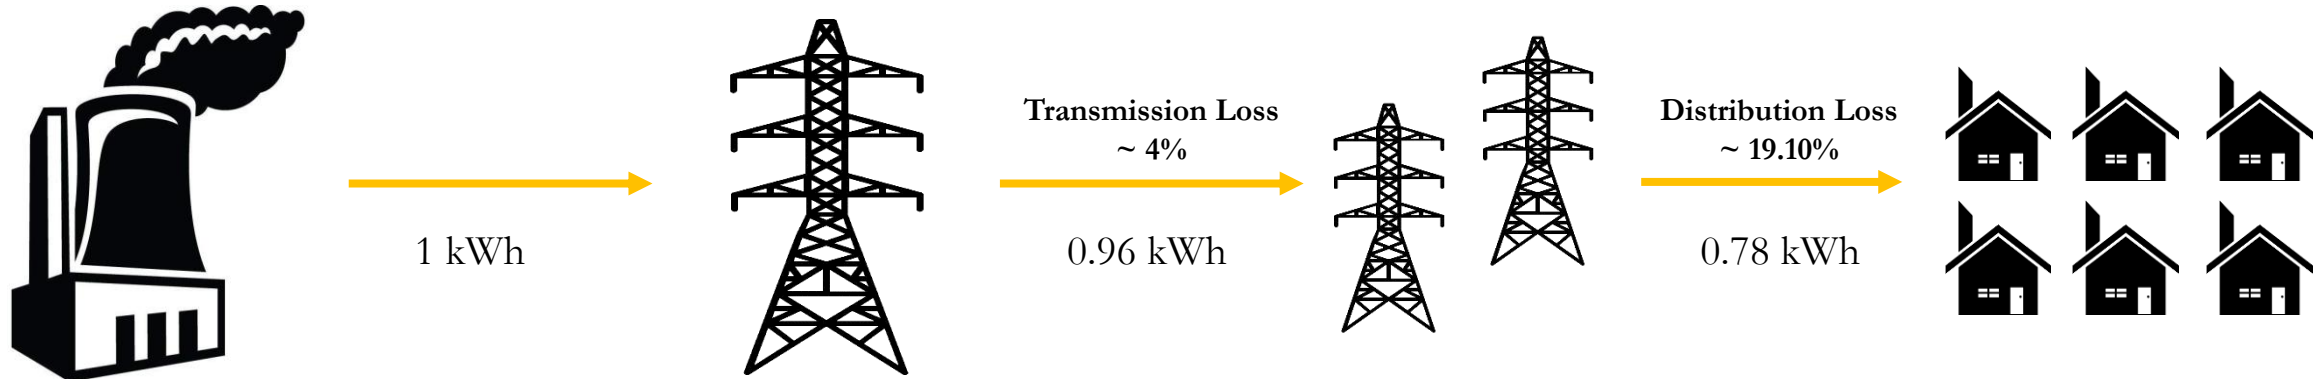 1 kWh
Transmission Loss
~ 4%
0.96 kWh
Distribution Loss
~ 19.10%
0.78 kWh